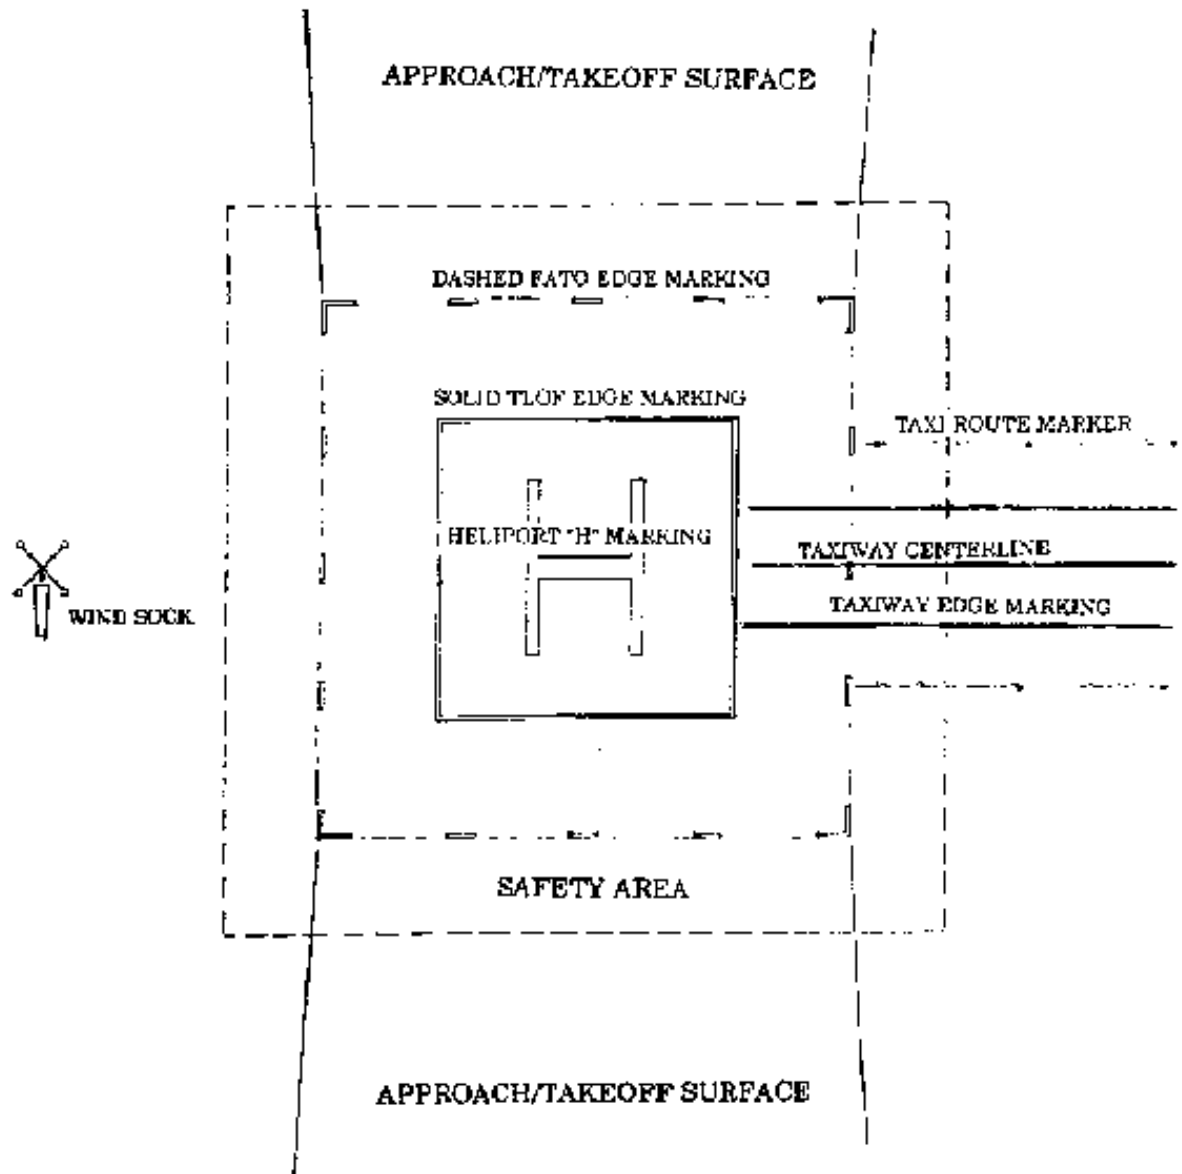 APPROACH/TAKEOFF SURFACE
DASHED FATO EDGE MARKING
SOLID TLOF EDGE MARKING
TAXI ROUTE MARKER
HELIPORT "H" MARKING
TAXIWAY CENTERLINE
TAXIWAY EDGE MARKING
WIND SOCK
SAFETY AREA
APPROACH/TAKEOFF SURFACE